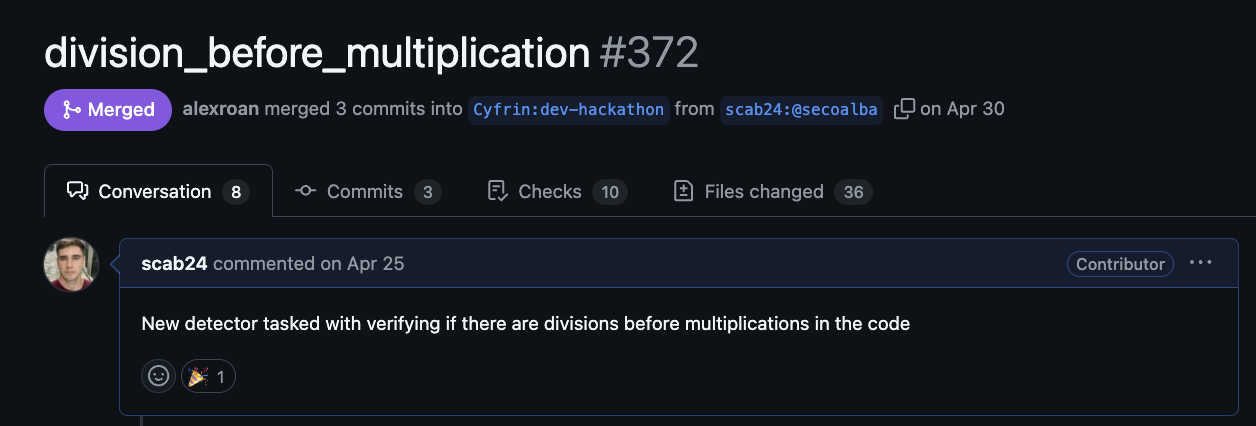 division_before_multiplication #372
Merged alexroan merged 3 commits into Cyfrin:dev-hackathon from scab24:@secoalba on Apr 30
Conversation 8 Commits 3 Checks 10 Files changed 36
scab24 commented on Apr 25 Contributor ...
New detector tasked with verifying if there are divisions before multiplications in the code
🎉 1